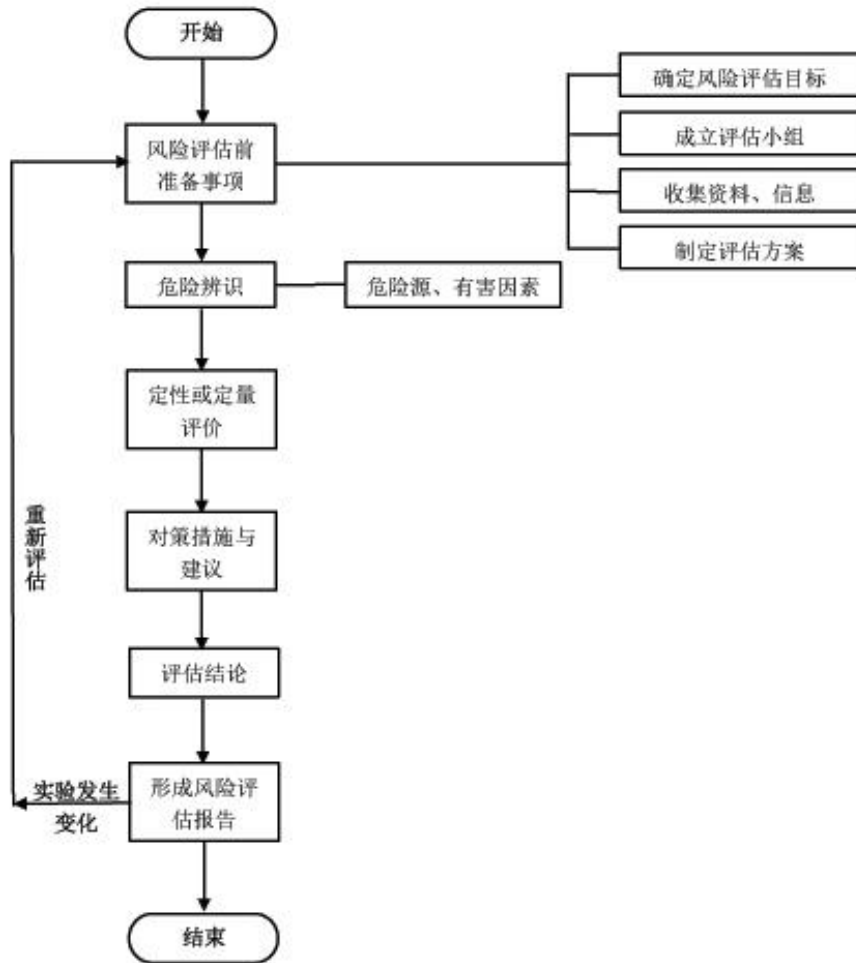 开始
确定风险评估目标
成立评估小组
收集资料、信息
制定评估方案
风险评估前
准备事项
危险辨识
危险源、有害因素
定性或定量
评价
对策措施与
建议
重新评估
评估结论
实验发生
变化
形成风险评
估报告
结束